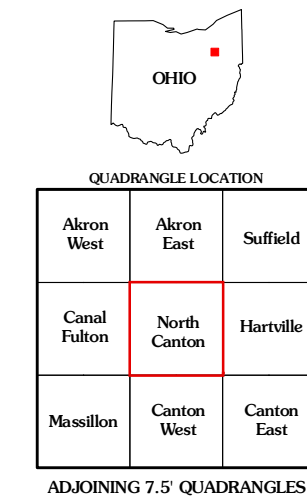 OHIO
QUADRANGLE LOCATION
Akron
West
Akron
East
Suffield
Canal
Fulton
North
Canton
Hartville
Massillon
Canton
West
Canton
East
ADJOINING 7.5' QUADRANGLES